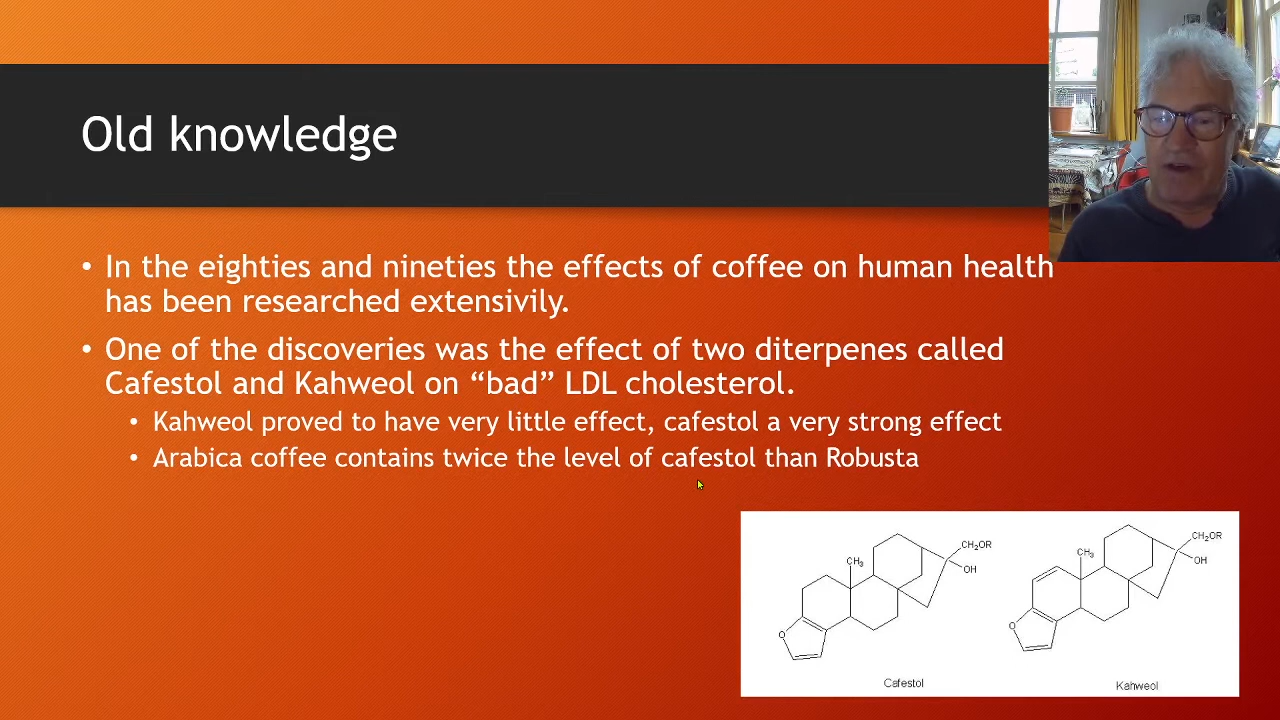 Old knowledge
• In the eighties and nineties the effects of coffee on human health
has been researched extensivily.
• One of the discoveries was the effect of two diterpenes called
Cafestol and Kahweol on “bad” LDL cholesterol.
• Kahweol proved to have very little effect, cafestol a very strong effect
• Arabica coffee contains twice the level of cafestol than Robusta
CH₃
CH₂OR
OH
O
Cafestol
CH₃
CH₂OR
OH
O
Kahweol